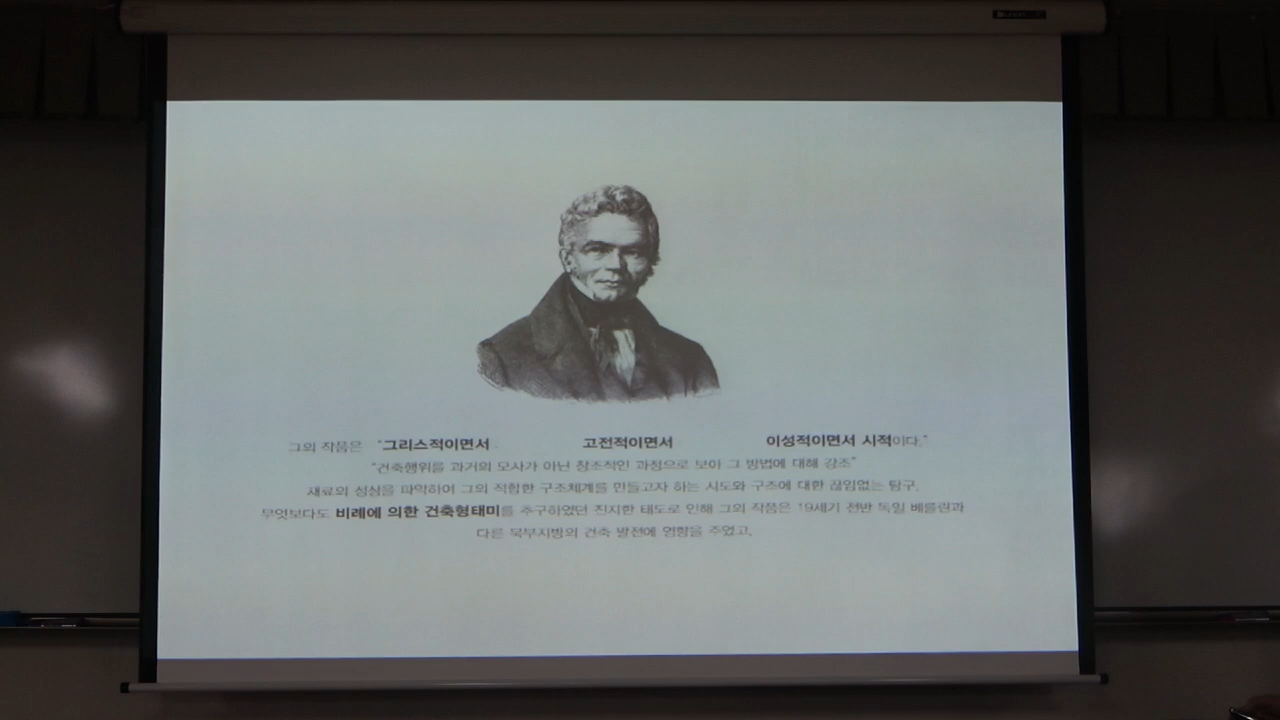 그의 작품은 "그리스적이면서 고전적이면서 이성적이면서 시적이다."
"건축행위를 과거의 모사가 아닌 창조적인 과정으로 보아 그 방법에 대해 강조"
재료의 성상을 파악하여 그의 적합한 구조체계를 만들고자 하는 시도와 구조에 대한 끊임없는 탐구.
무엇보다도 비례에 의한 건축형태미를 추구하였던 진지한 태도로 인해 그의 작품은 19세기 전반 독일 베를린과
다른 북부지방의 건축 발전에 영향을 주었고,